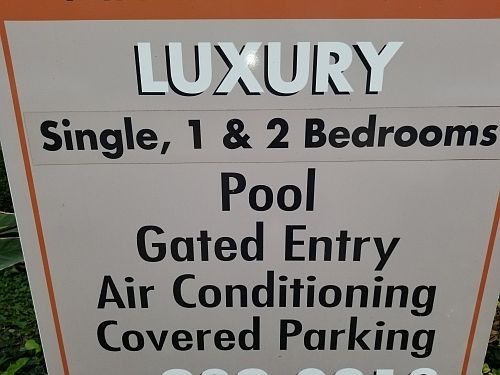 LUXURY
Single, 1 & 2 Bedrooms
Pool
Gated Entry
Air Conditioning
Covered Parking